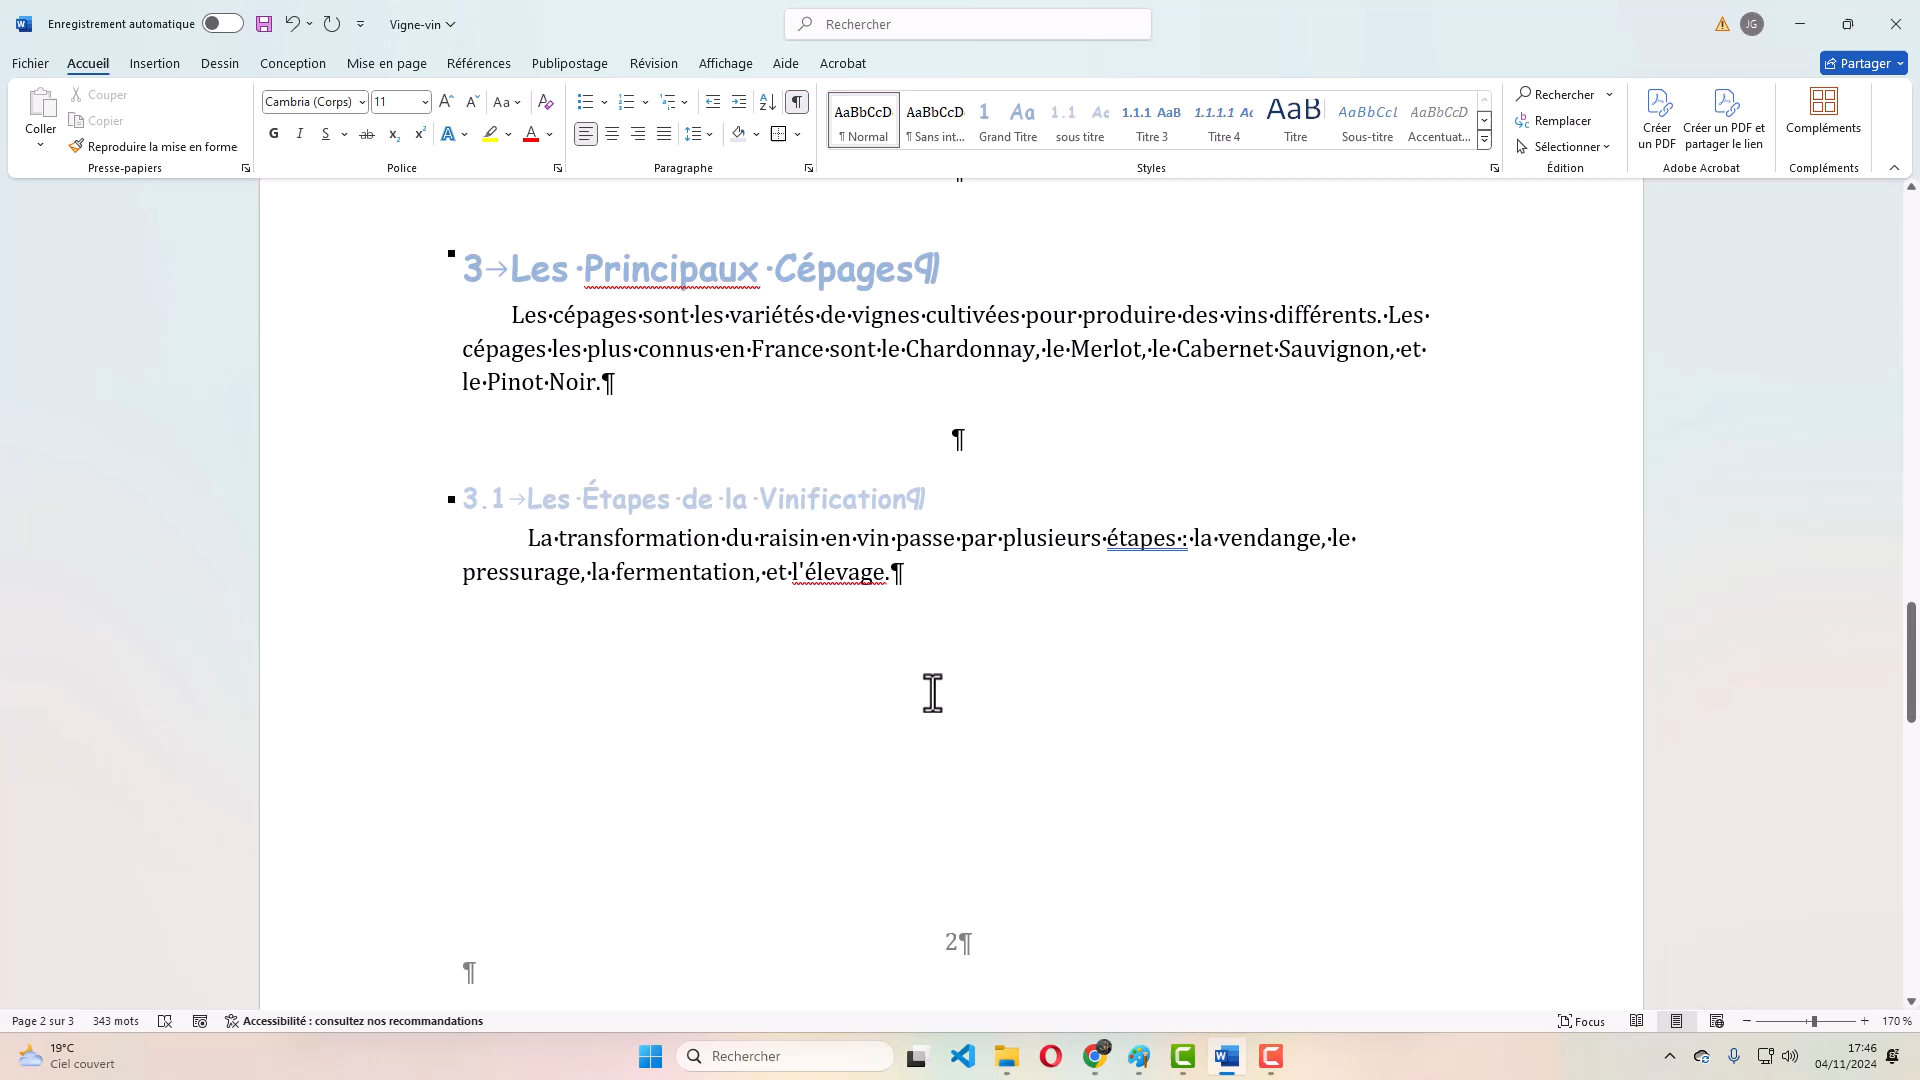 Enregistrement automatique
Vigne-vin
Rechercher
JG
Fichier Accueil Insertion Dessin Conception Mise en page Références Publipostage Révision Affichage Aide Acrobat
Partager
Coller
Couper
Copier
Reproduire la mise en forme
Presse-papiers
Cambria (Corps) 11
Police
Paragraphe
AaBbCcD AaBbCcD 1 Aa 1.1 Aa 1.1.1 AaB 1.1.1.1 Aa AaB AaBbCcl AaBbCcD
¶ Normal ¶ Sans int... Grand Titre sous titre Titre 3 Titre 4 Titre Sous-titre Accentuat...
Styles
Rechercher
Remplacer
Sélectionner
Édition
Créer un PDF
Créer un PDF et partager le lien
Adobe Acrobat
Compléments
Compléments
3→Les·Principaux·Cépages¶
Les·cépages·sont·les·variétés·de·vignes·cultivées·pour·produire·des·vins·différents.·Les·
cépages·les·plus·connus·en·France·sont·le·Chardonnay,·le·Merlot,·le·Cabernet·Sauvignon,·et·
le·Pinot·Noir.¶
¶
3.1→Les·Étapes·de·la·Vinification¶
La·transformation·du·raisin·en·vin·passe·par·plusieurs·étapes·:·la·vendange,·le·
pressurage,·la·fermentation,·et·l'élevage.¶
2¶
¶
Page 2 sur 3 343 mots Accessibilité : consultez nos recommandations
Focus
170 %
19°C
Ciel couvert
Rechercher
17:46
04/11/2024